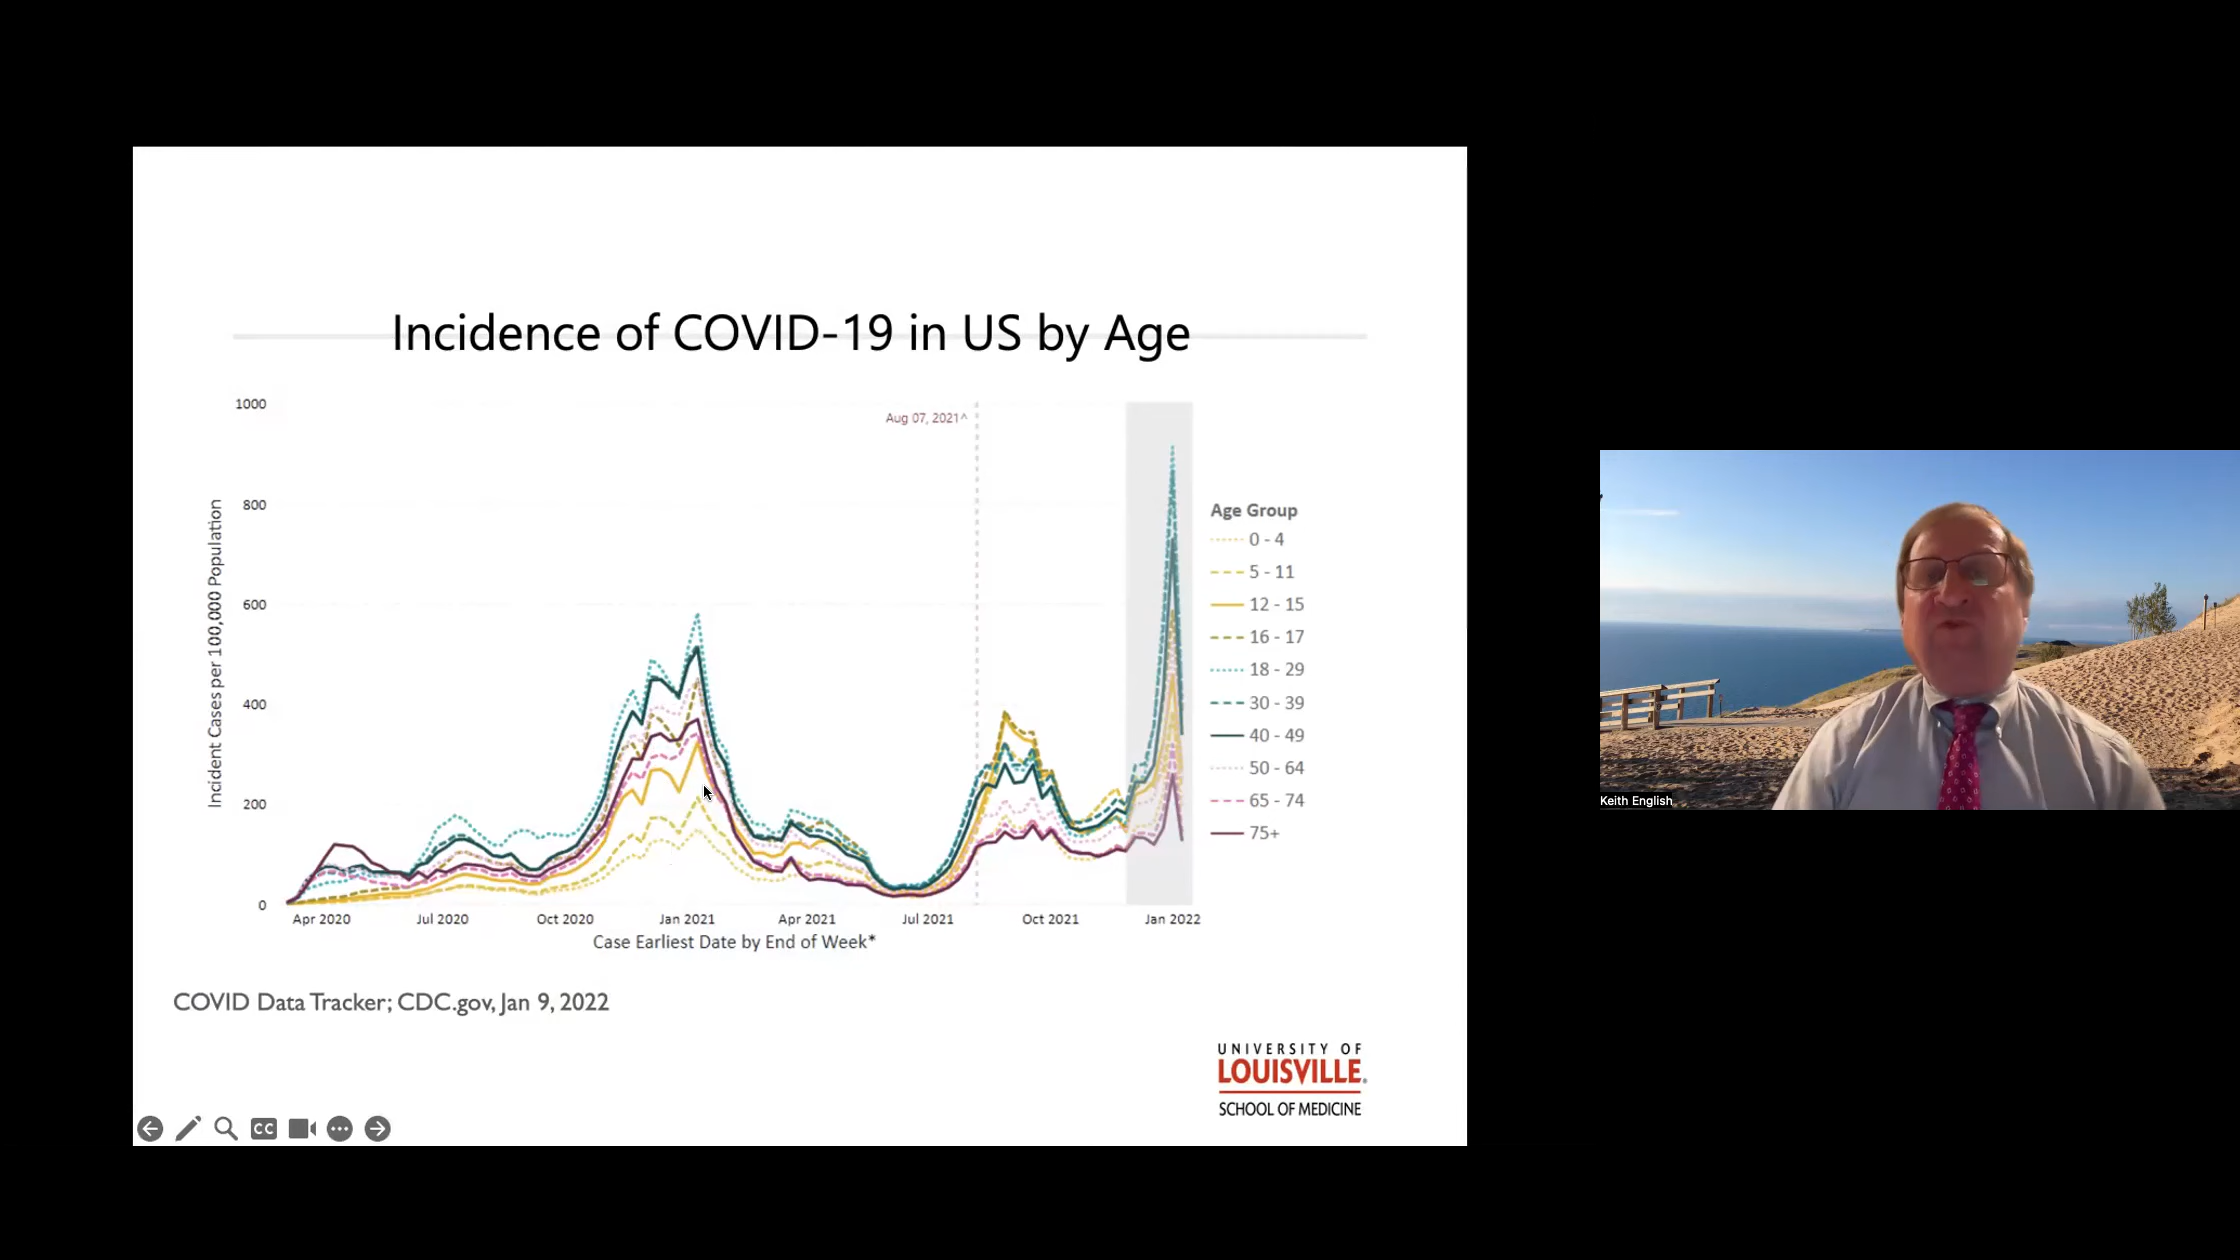 Incidence of COVID-19 in US by Age
1000
800
600
400
200
0
Incident Cases per 100,000 Population
Aug 07, 2021^
Apr 2020
Jul 2020
Oct 2020
Jan 2021
Apr 2021
Jul 2021
Oct 2021
Jan 2022
Case Earliest Date by End of Week*
Age Group
0 - 4
5 - 11
12 - 15
16 - 17
18 - 29
30 - 39
40 - 49
50 - 64
65 - 74
75+
COVID Data Tracker; CDC.gov, Jan 9, 2022
UNIVERSITY OF
LOUISVILLE®
SCHOOL OF MEDICINE
CC
Keith English